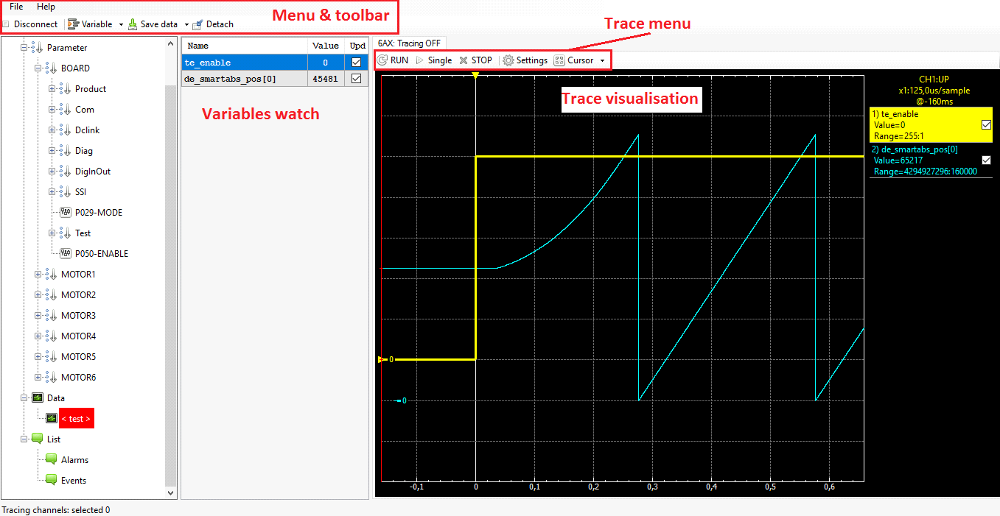 File Help
Menu & toolbar
Disconnect Variable Save data Detach
Trace menu
Parameter
BOARD
Product
Com
Dclink
Diag
DigInOut
SSI
P029-MODE
Test
P050-ENABLE
MOTOR1
MOTOR2
MOTOR3
MOTOR4
MOTOR5
MOTOR6
Data
< test >
List
Alarms
Events
Name Value Upd
te_enable 0
de_smartabs_pos[0] 45481
Variables watch
6AX: Tracing OFF
RUN Single STOP Settings Cursor
Trace visualisation
0
0
-0,1 0 0,1 0,2 0,3 0,4 0,5 0,6
CH1:UP
x1:125,0us/sample
@-160ms
1) te_enable
Value=0
Range=255:1
2) de_smartabs_pos[0]
Value=65217
Range=4294927296:160000
Tracing channels: selected 0